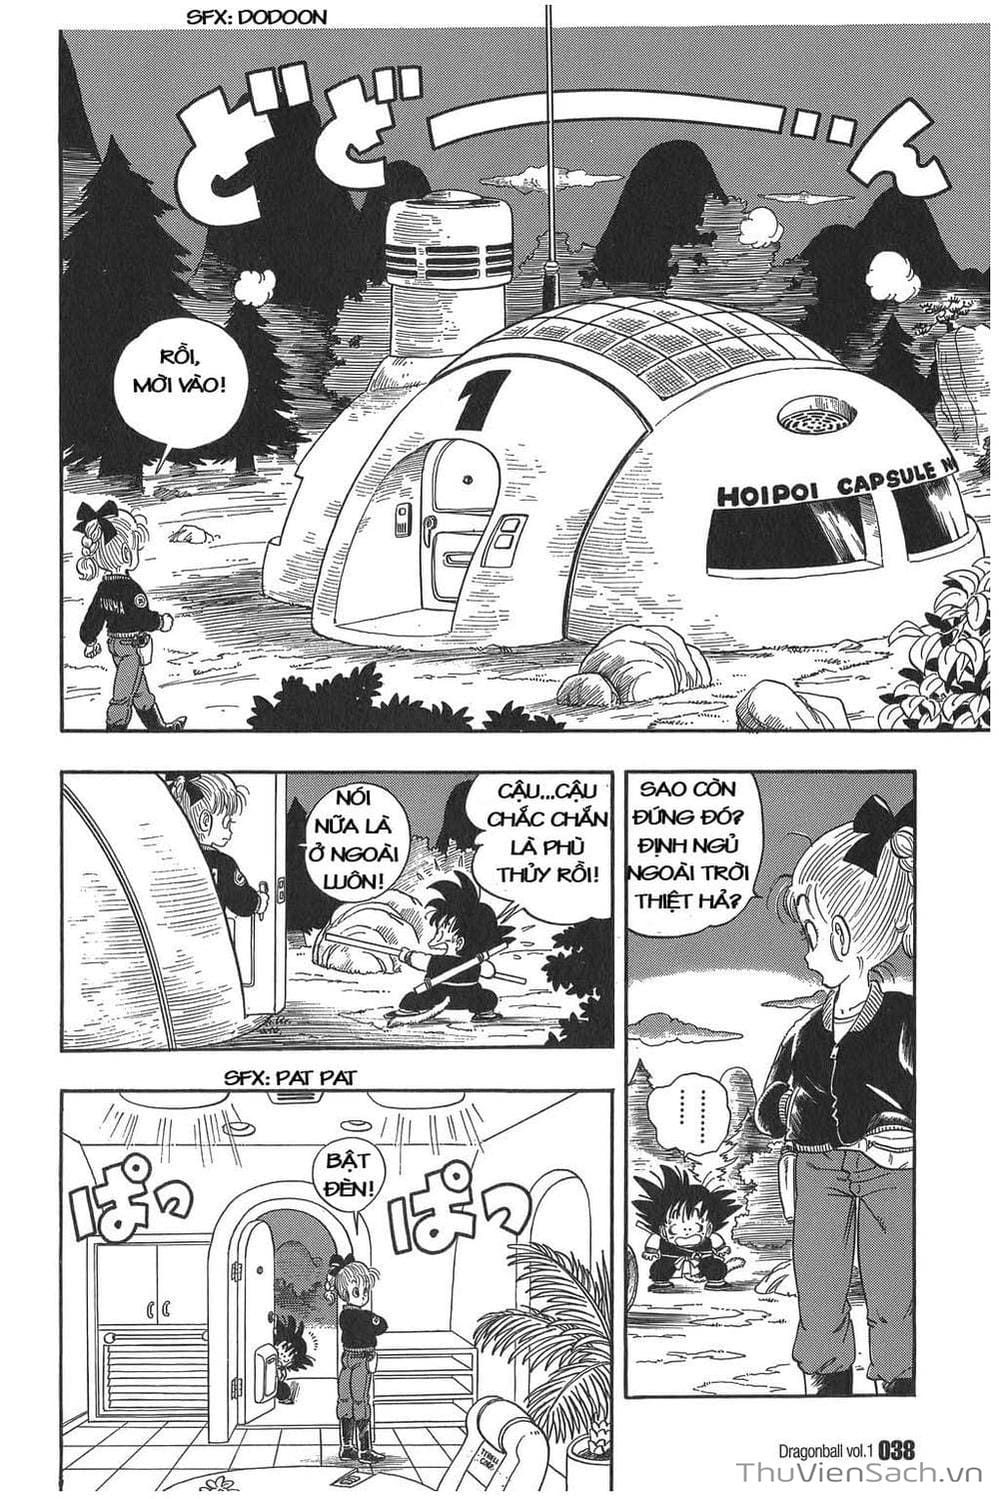 SFX: DODOON
どどーーん
RỒI,
MỜI VÀO!
1
HOIPOI CAPSULE
BULMA
SAO CÒN
ĐỨNG ĐÓ?
ĐỊNH NGỦ
NGOÀI TRỜI
THIỆT HẢ?
........
CẬU...CẬU
CHẮC CHẮN
LÀ PHÙ
THỦY RỒI!
NÓI
NỮA LÀ
Ở NGOÀI
LUÔN!
SFX: PAT PAT
ぱっ
ぱっ
BẬT
ĐÈN!
Dragonball vol.1 038
ThuVienSach.vn